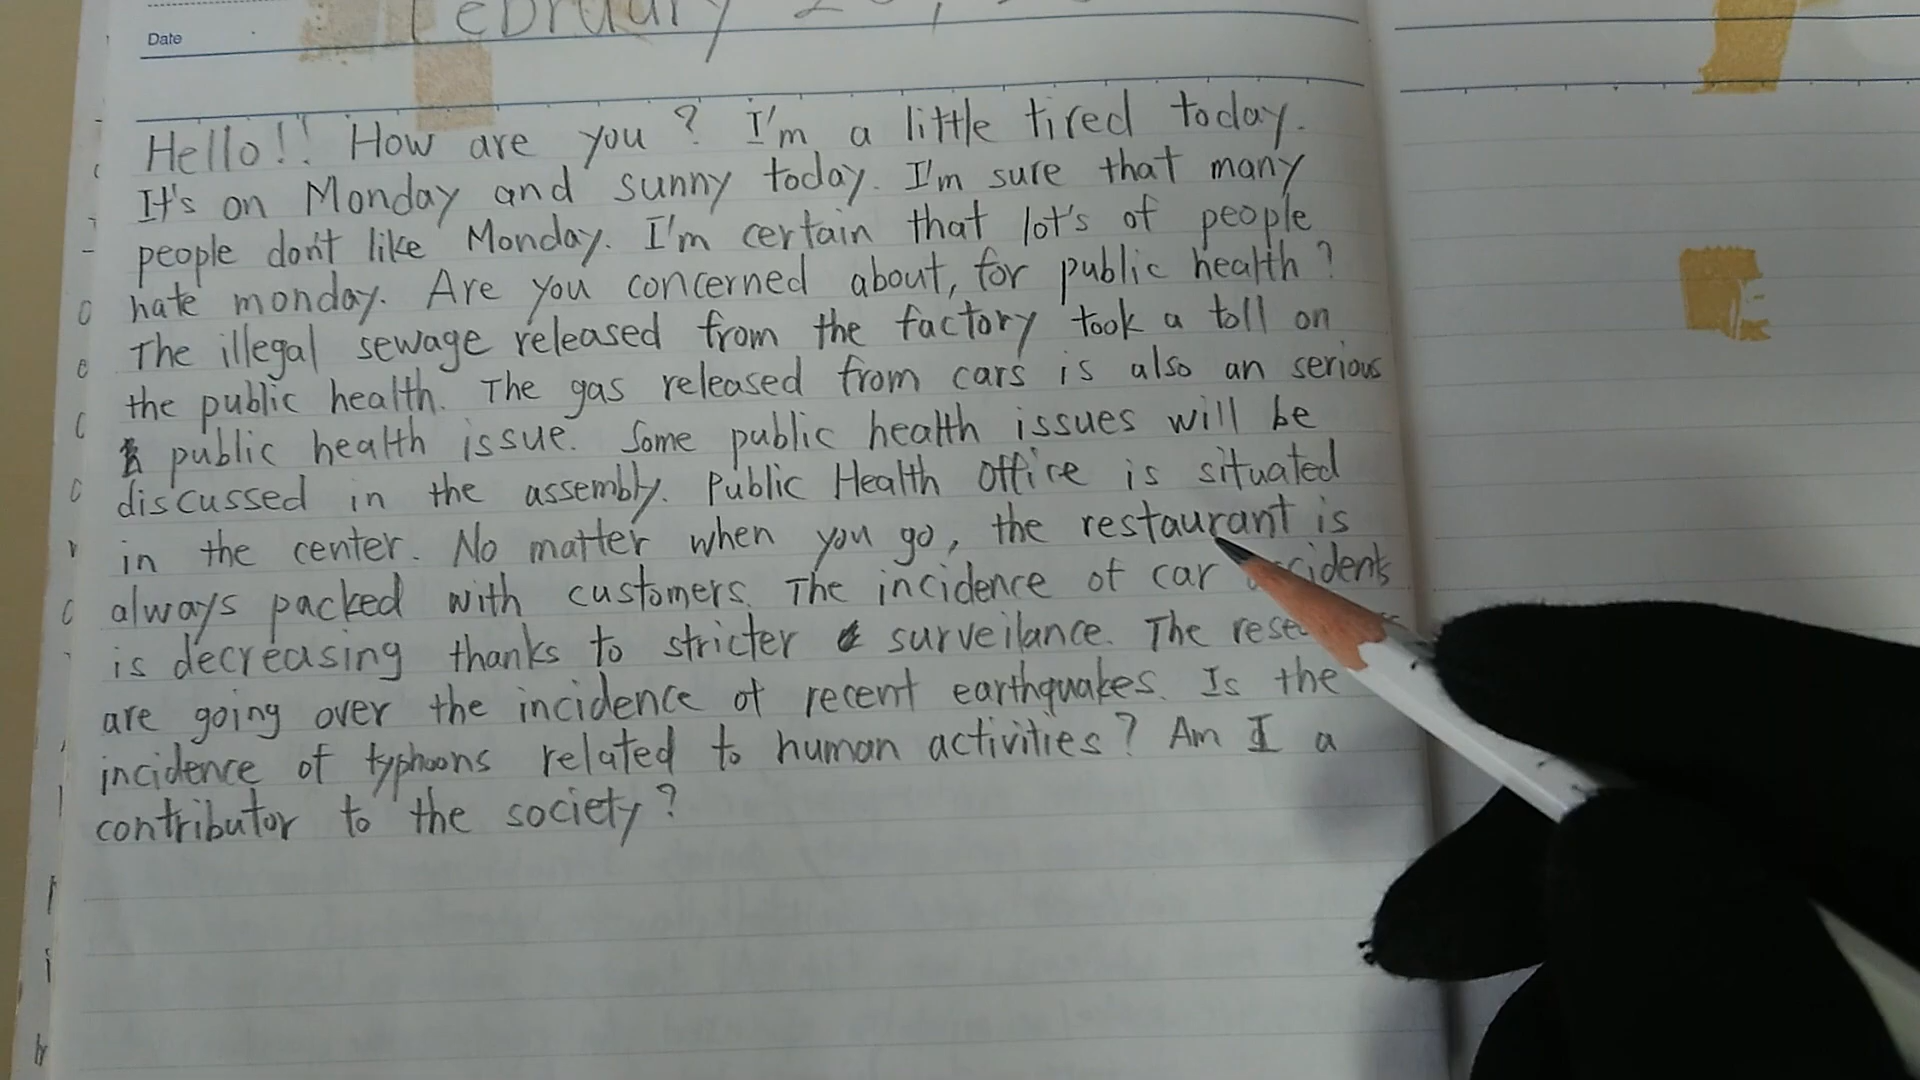 February
Date
Hello!! How are you? I'm a little tired today.
It's on Monday and sunny today. I'm sure that many
people don't like Monday. I'm certain that lot's of people
hate monday. Are you concerned about, for public health?
The illegal sewage released from the factory took a toll on
the public health. The gas released from cars is also an serious
public health issue. Some public health issues will be
discussed in the assembly. Public Health Office is situated
in the center. No matter when you go, the restaurant is
always packed with customers. The incidence of car
is decreasing thanks to stricter surveilance. The
are going over the incidence of recent earthquakes. Is the
incidence of typhoons related to human activities? Am I a
contributor to the society?